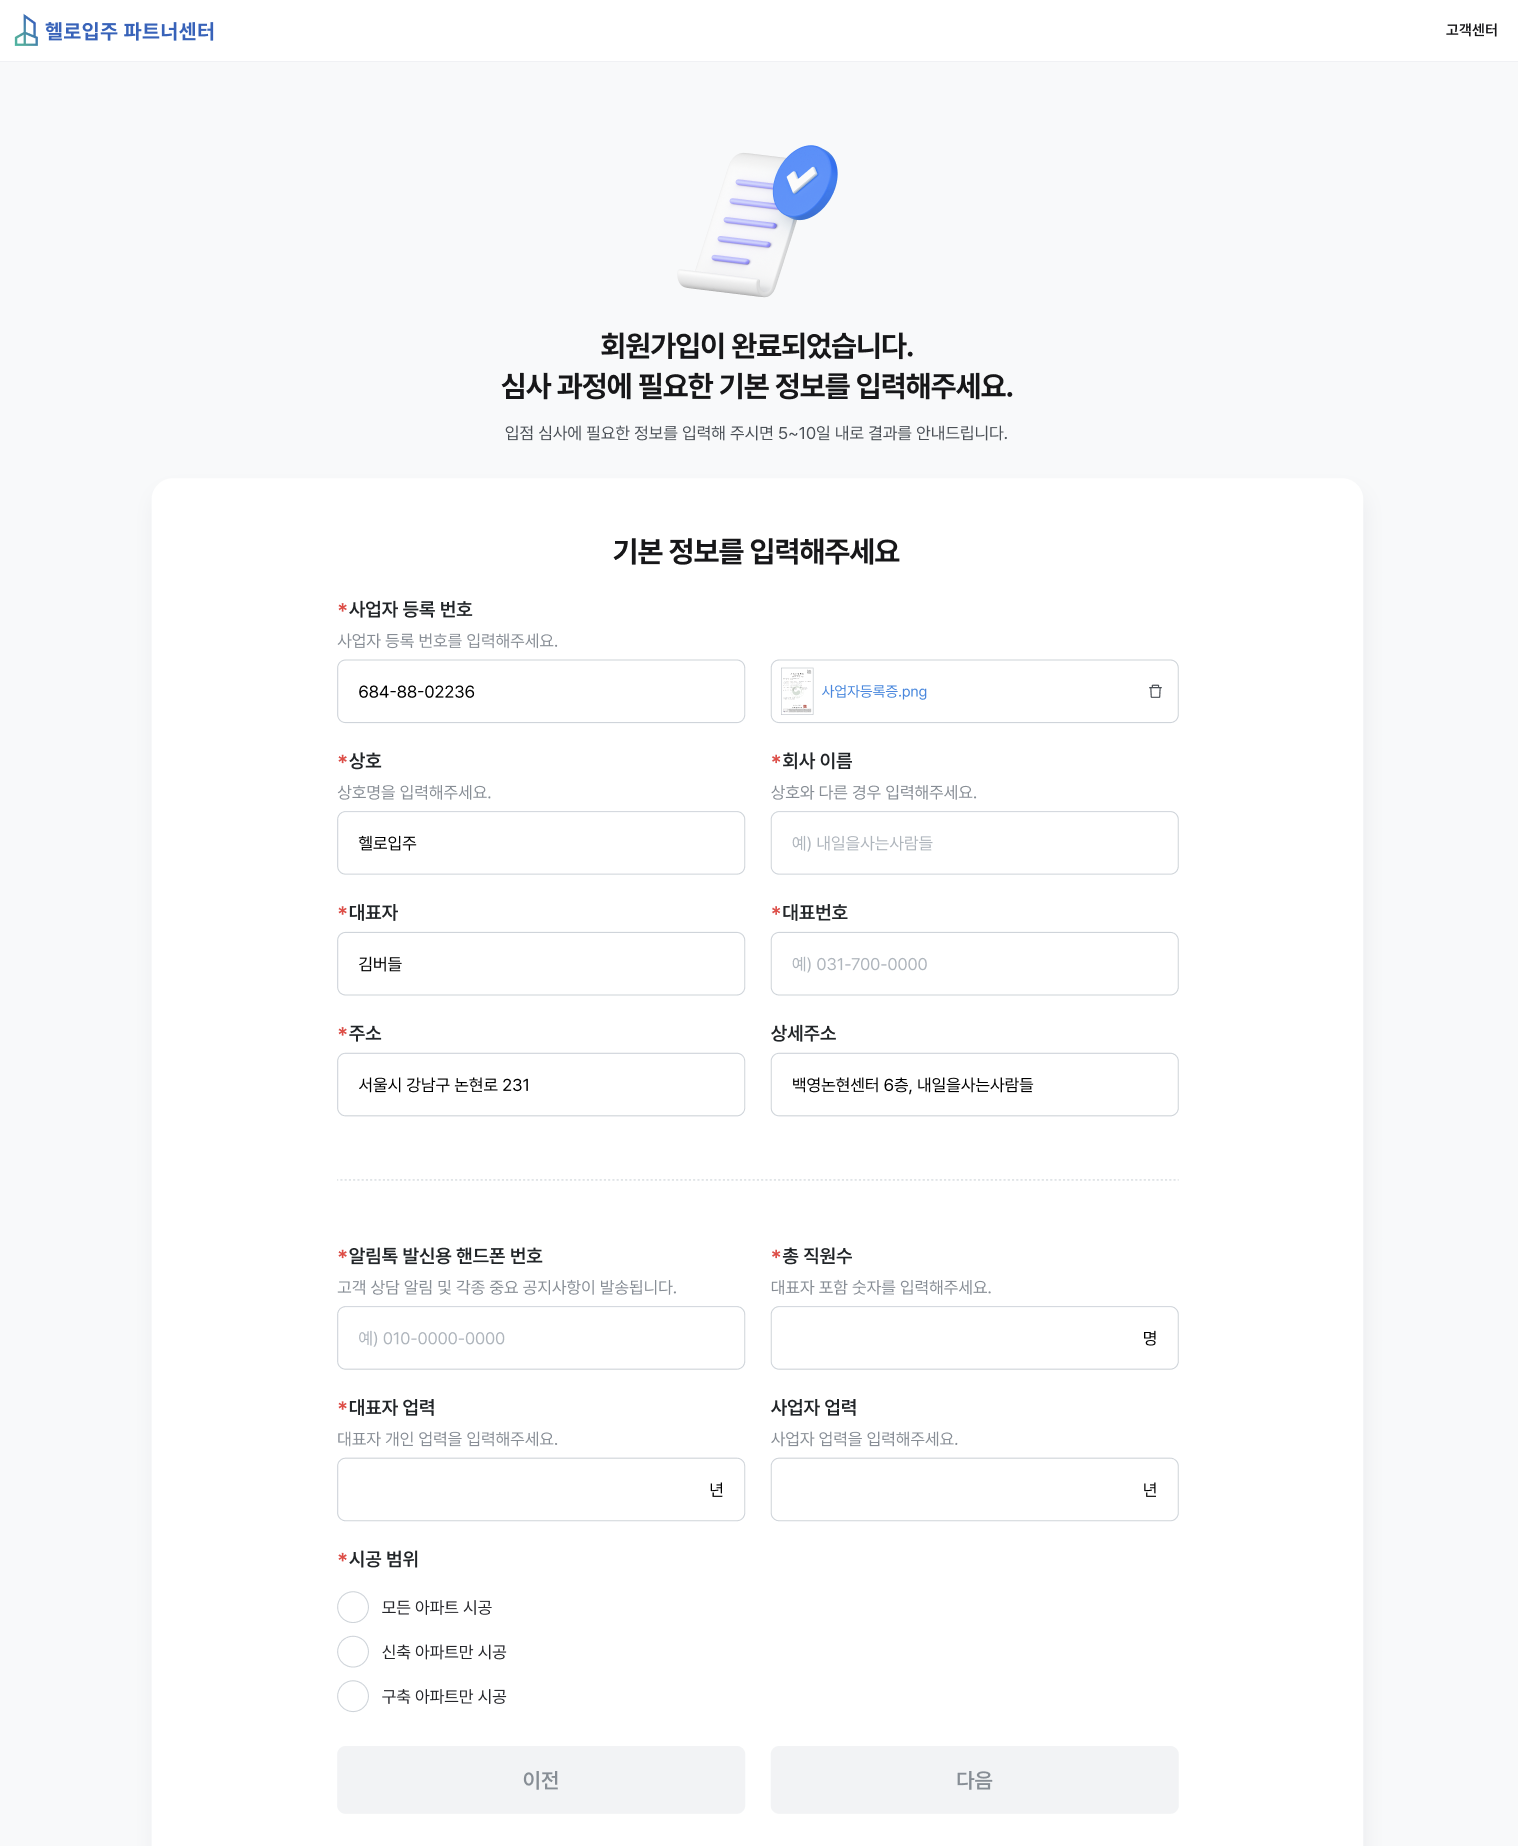 헬로입주 파트너센터
고객센터
회원가입이 완료되었습니다.
심사 과정에 필요한 기본 정보를 입력해주세요.
입점 심사에 필요한 정보를 입력해 주시면 5~10일 내로 결과를 안내드립니다.
기본 정보를 입력해주세요
*사업자 등록 번호
사업자 등록 번호를 입력해주세요.
684-88-02236
사업자등록증.png
*상호
상호명을 입력해주세요.
헬로입주
*회사 이름
상호와 다른 경우 입력해주세요.
예) 내일을사는사람들
*대표자
김버들
*대표번호
예) 031-700-0000
*주소
서울시 강남구 논현로 231
상세주소
백영논현센터 6층, 내일을사는사람들
*알림톡 발신용 핸드폰 번호
고객 상담 알림 및 각종 중요 공지사항이 발송됩니다.
예) 010-0000-0000
*총 직원수
대표자 포함 숫자를 입력해주세요.
명
*대표자 업력
대표자 개인 업력을 입력해주세요.
년
사업자 업력
사업자 업력을 입력해주세요.
년
*시공 범위
모든 아파트 시공
신축 아파트만 시공
구축 아파트만 시공
이전
다음